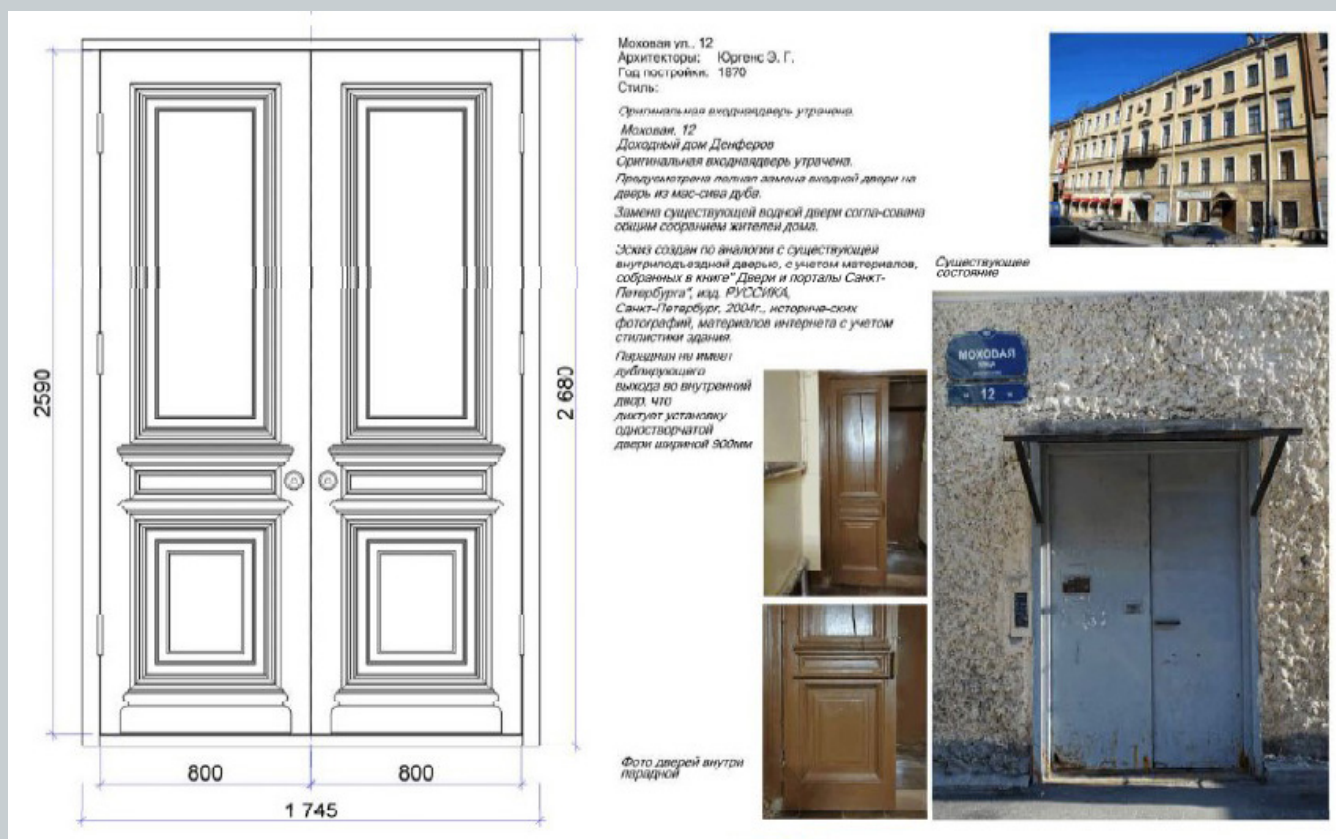 2590
2 680
800
800
1 745
Моховая ул., 12
Архитекторы: Юргенс Э. Г.
Год постройки: 1870
Стиль:
Оригинальная входнаядверь утрачена.
Моховая, 12
Доходный дом Денферов
Оригинальная входнаядверь утрачена.
Предусмотрена полная замена входной двери на
дверь из мас-сива дуба.
Замена существующей водной двери согла-сована
общим собранием жителей дома.
Эскиз создан по аналогии с существующей
внутриподъездной дверью, с учетом материалов,
собранных в книге" Двери и порталы Санкт-
Петербурга", изд. РУССИКА,
Санкт-Петербург, 2004г., историче-ских
фотографий, материалов интернета с учетом
стилистики здания.
Парадная не имеет
дублирующего
выхода во внутренний
двор, что
диктует установку
одностворчатой
двери шириной 900мм
Фото дверей внутри
парадной
Существующее
состояние
МОХОВАЯ
УЛИЦА
12